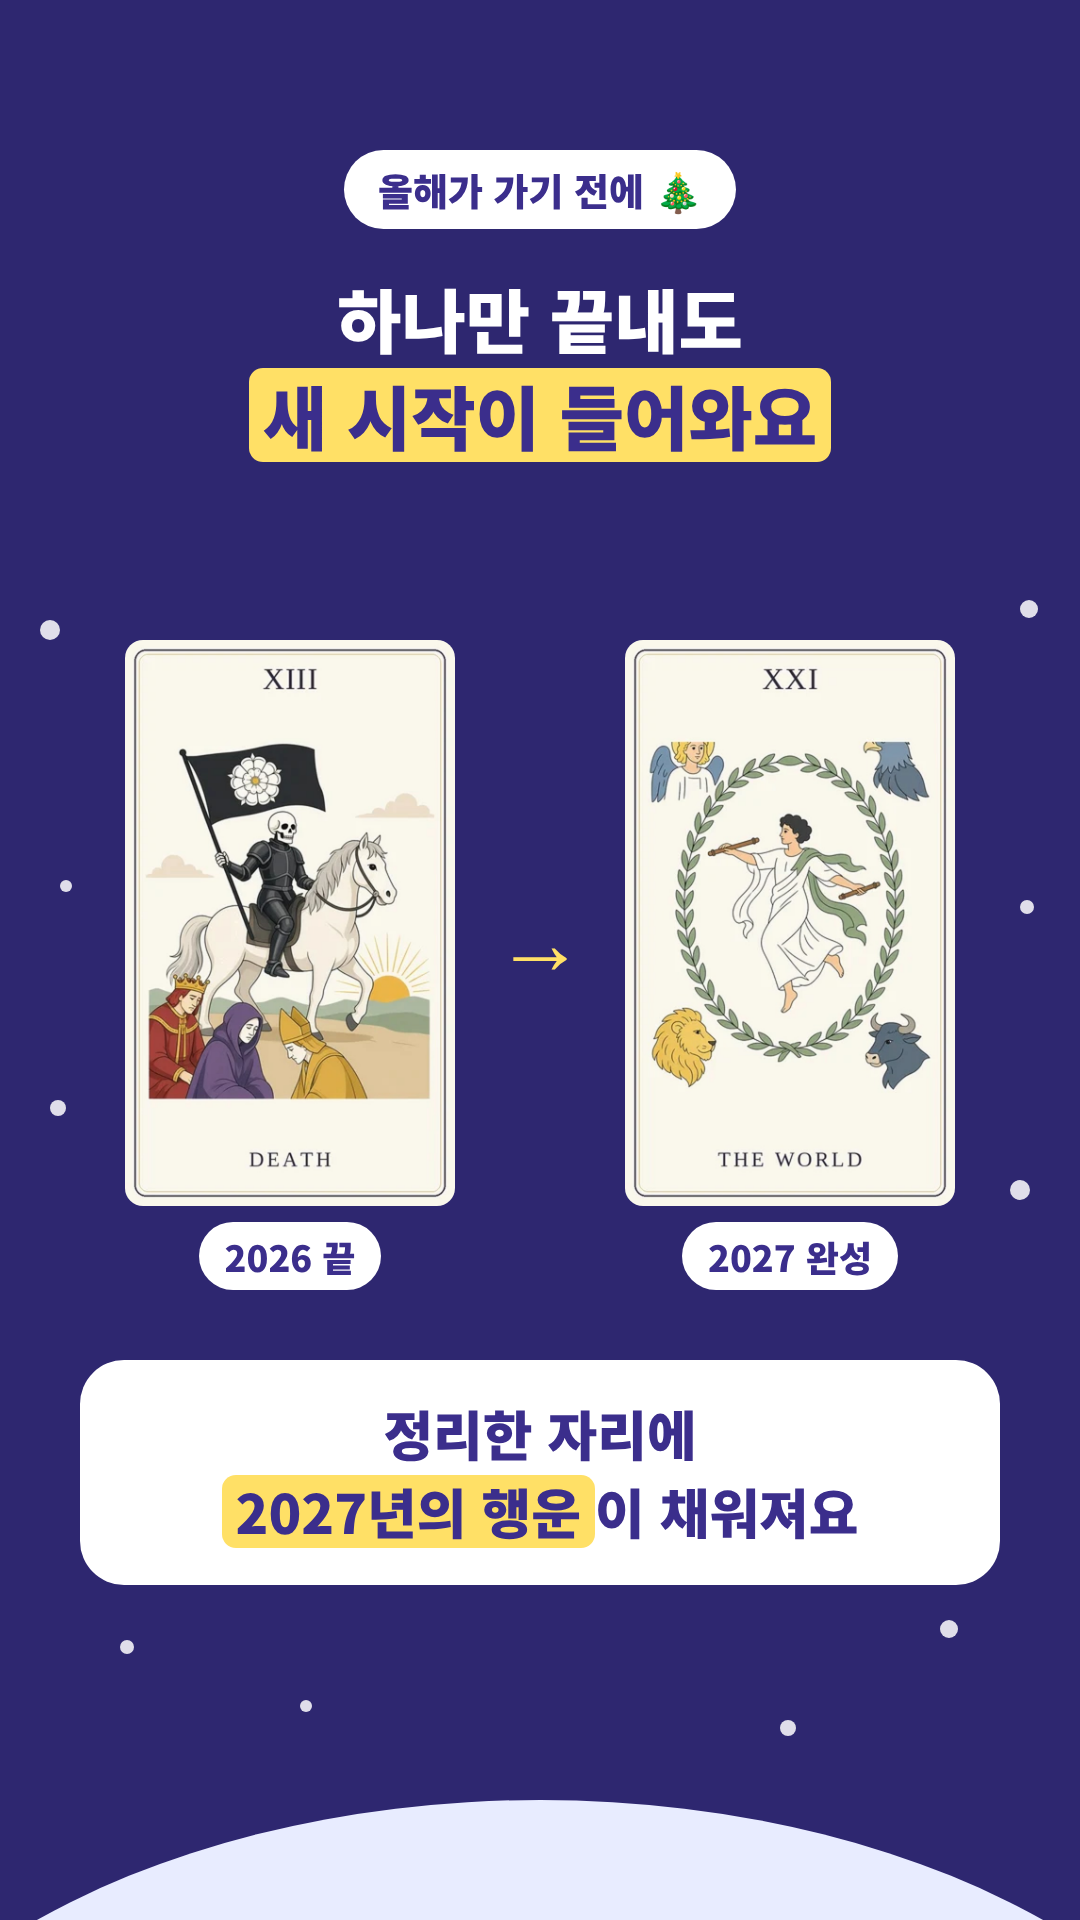 올해가 가기 전에 🎄
하나만 끝내도
새 시작이 들어와요
XIII
XXI
→
DEATH
THE WORLD
2026 끝
2027 완성
정리한 자리에
2027년의 행운이 채워져요